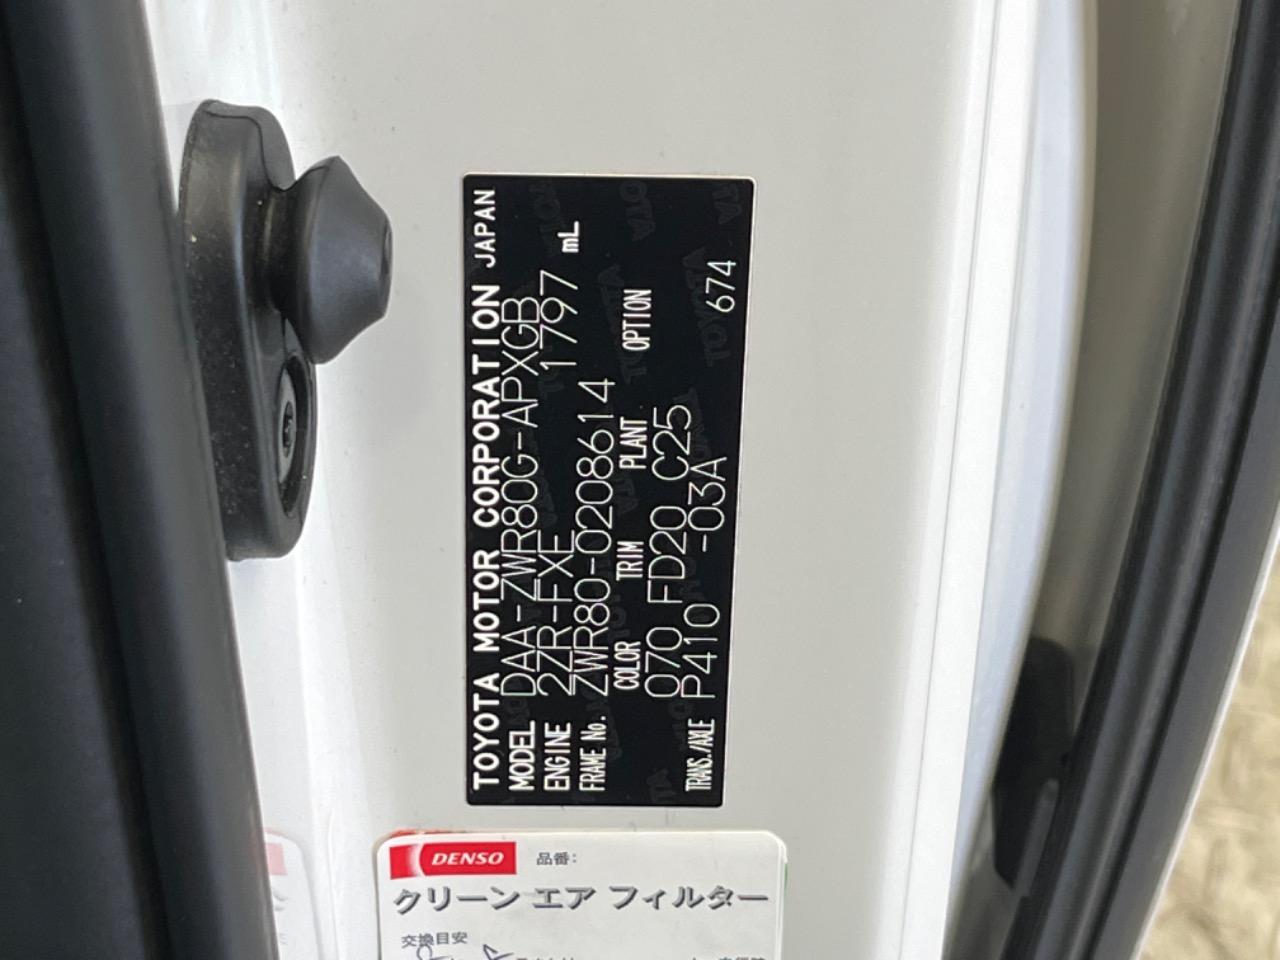 TOYOTA MOTOR CORPORATION JAPAN
MODEL DAA-ZWR80G-APXGB
ENGINE 2ZR-FXE 1797 mL
FRAME No. ZWR80-0208614
COLOR TRIM PLANT OPTION
070 FD20 C25
TRANS./AXLE P410 -03A 674
DENSO 品番:
クリーン エア フィルター
交換目安